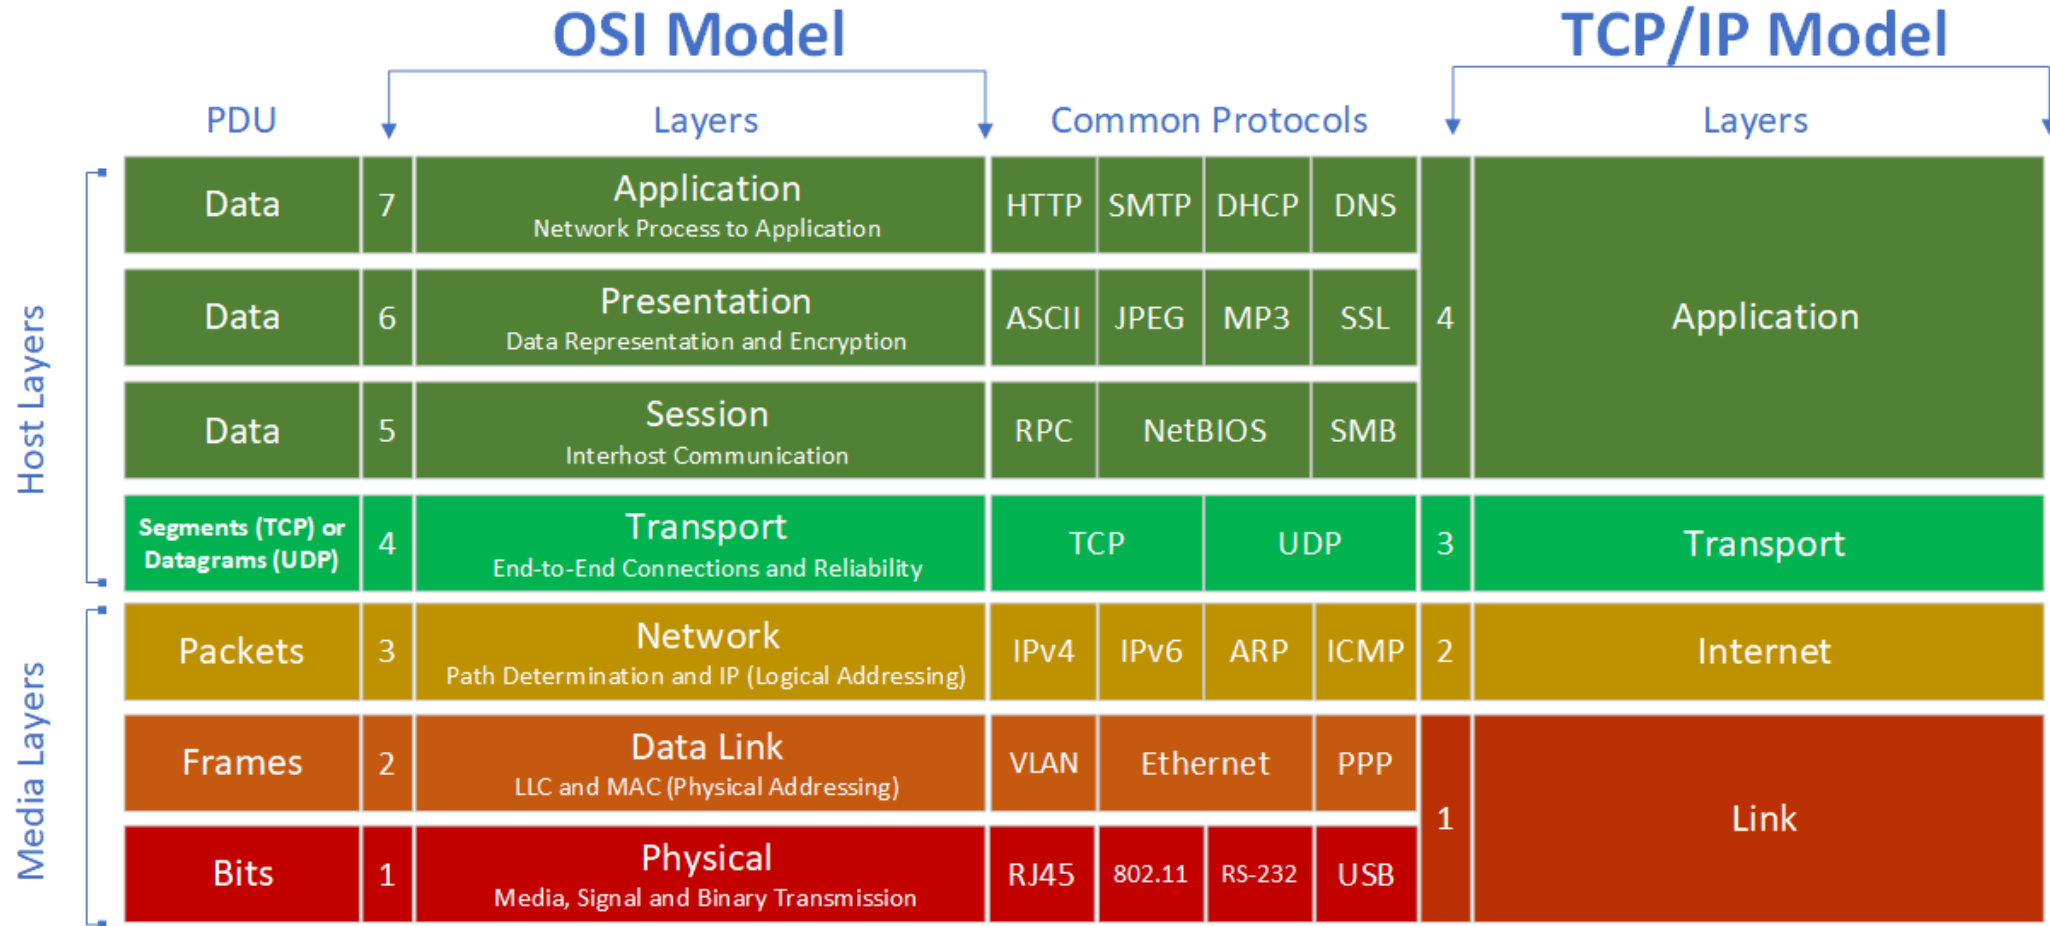 OSI Model
TCP/IP Model
PDU
Layers
Common Protocols
Layers
Host Layers
Data
7
Application
Network Process to Application
HTTP
SMTP
DHCP
DNS
Data
6
Presentation
Data Representation and Encryption
ASCII
JPEG
MP3
SSL
4
Application
Data
5
Session
Interhost Communication
RPC
NetBIOS
SMB
Segments (TCP) or
Datagrams (UDP)
4
Transport
End-to-End Connections and Reliability
TCP
UDP
3
Transport
Media Layers
Packets
3
Network
Path Determination and IP (Logical Addressing)
IPv4
IPv6
ARP
ICMP
2
Internet
Frames
2
Data Link
LLC and MAC (Physical Addressing)
VLAN
Ethernet
PPP
1
Link
Bits
1
Physical
Media, Signal and Binary Transmission
RJ45
802.11
RS-232
USB